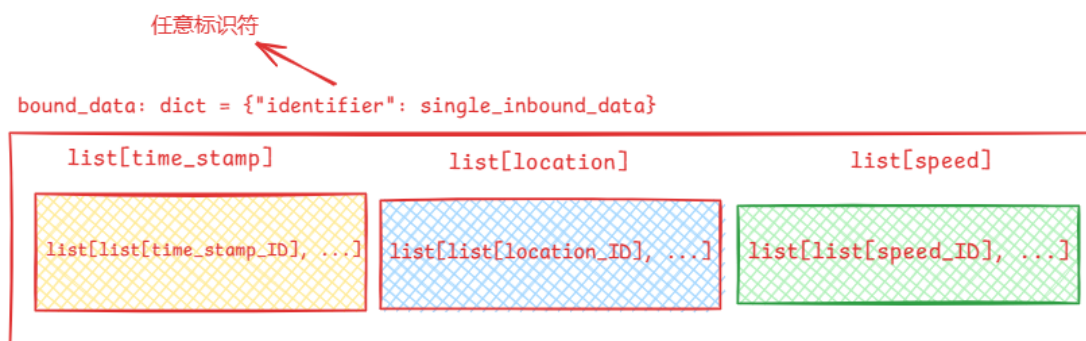 任意标识符
bound_data: dict = {"identifier": single_inbound_data}
list[time_stamp]
list[location]
list[speed]
list[list[time_stamp_ID], ...]
list[list[location_ID], ...]
list[list[speed_ID], ...]